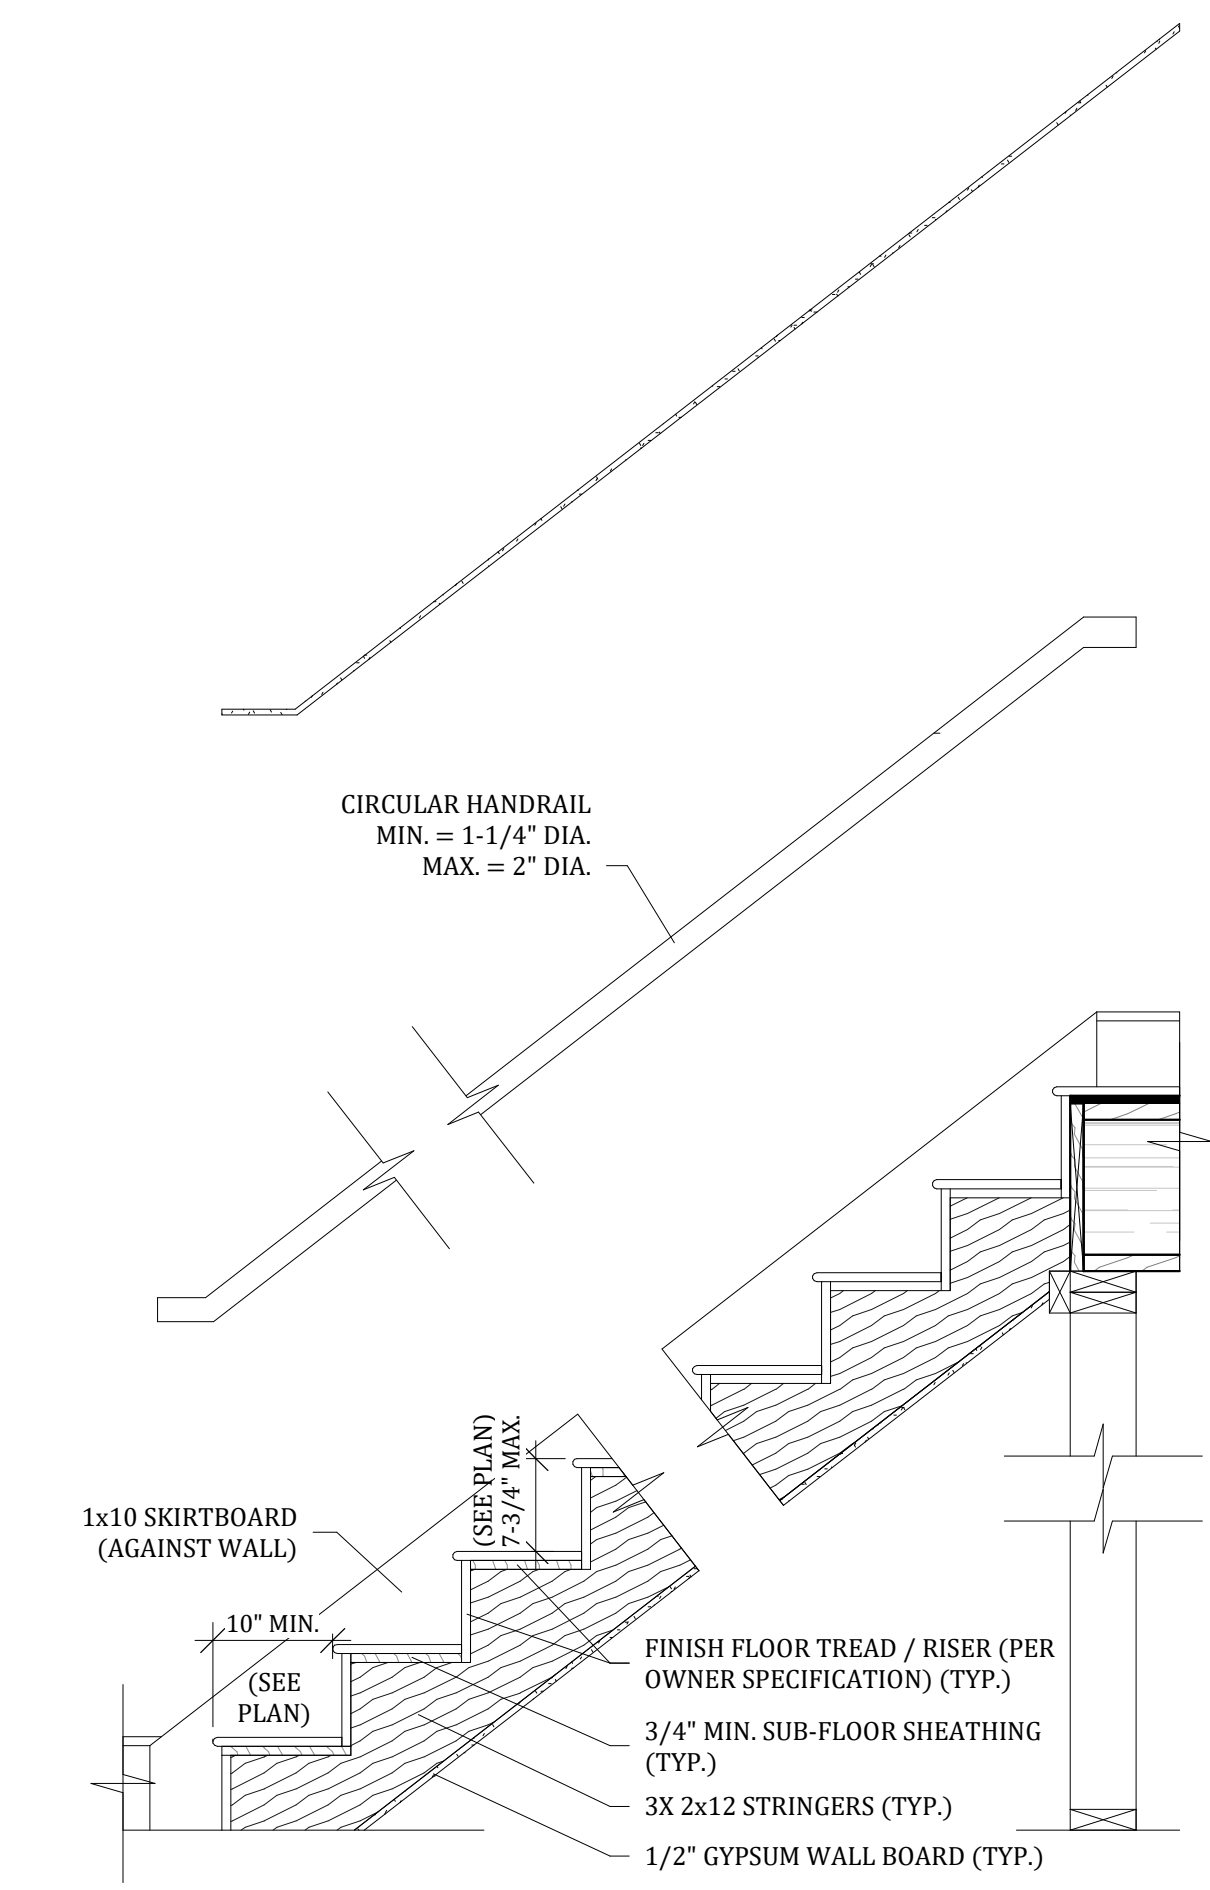 CIRCULAR HANDRAIL
MIN. = 1-1/4" DIA.
MAX. = 2" DIA.
(SEE PLAN)
7-3/4" MAX.
1x10 SKIRTBOARD
(AGAINST WALL)
10" MIN.
(SEE
PLAN)
FINISH FLOOR TREAD / RISER (PER
OWNER SPECIFICATION) (TYP.)
3/4" MIN. SUB-FLOOR SHEATHING
(TYP.)
3X 2x12 STRINGERS (TYP.)
1/2" GYPSUM WALL BOARD (TYP.)